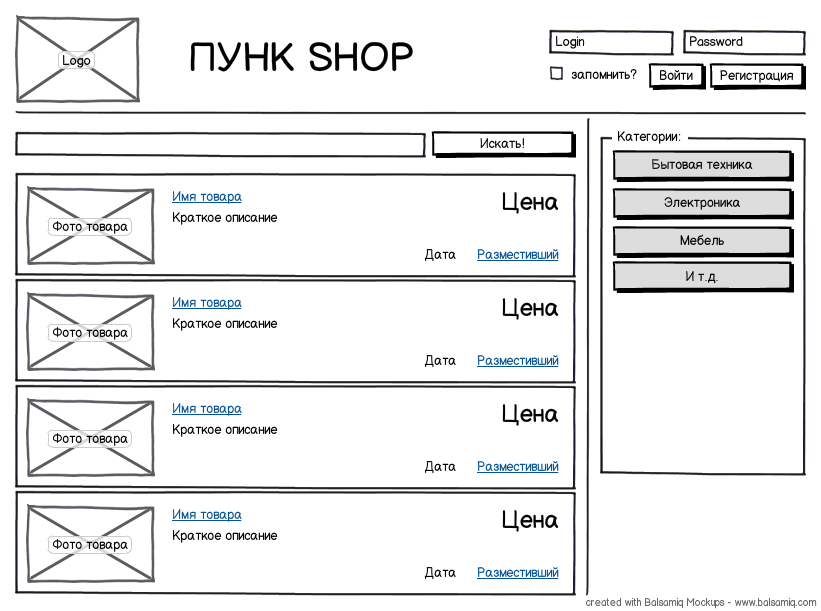 Logo
ПУНК SHOP
Login
Password
запомнить?
Войти
Регистрация
Искать!
Фото товара
Имя товара
Краткое описание
Цена
Дата
Разместивший
Фото товара
Имя товара
Краткое описание
Цена
Дата
Разместивший
Фото товара
Имя товара
Краткое описание
Цена
Дата
Разместивший
Фото товара
Имя товара
Краткое описание
Цена
Дата
Разместивший
Категории:
Бытовая техника
Электроника
Мебель
И т.д.
created with Balsamiq Mockups - www.balsamiq.com